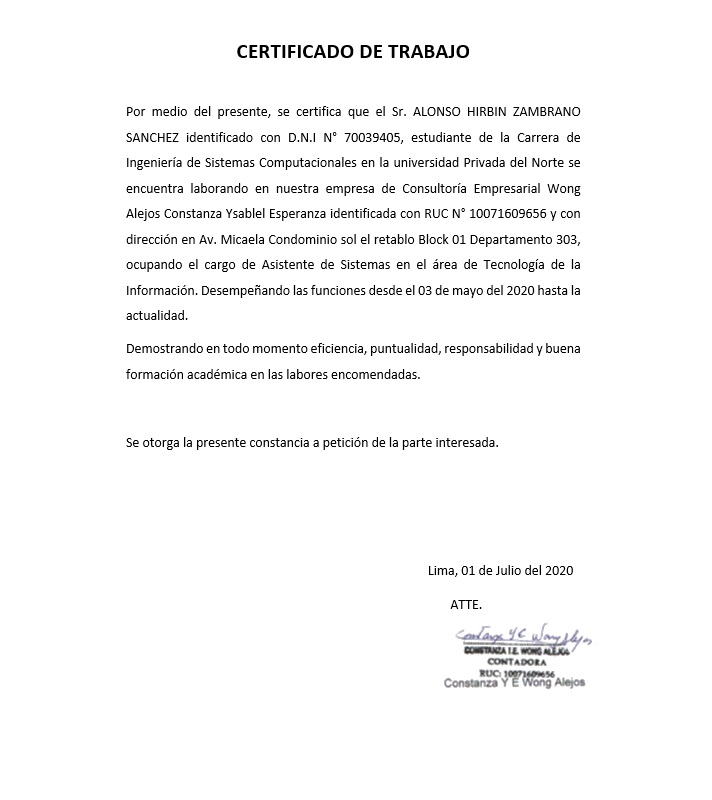 CERTIFICADO DE TRABAJO
Por medio del presente, se certifica que el Sr. ALONSO HIRBIN ZAMBRANO
SANCHEZ identificado con D.N.I N° 70039405, estudiante de la Carrera de
Ingeniería de Sistemas Computacionales en la universidad Privada del Norte se
encuentra laborando en nuestra empresa de Consultoría Empresarial Wong
Alejos Constanza Ysablel Esperanza identificada con RUC N° 10071609656 y con
dirección en Av. Micaela Condominio sol el retablo Block 01 Departamento 303,
ocupando el cargo de Asistente de Sistemas en el área de Tecnología de la
Información. Desempeñando las funciones desde el 03 de mayo del 2020 hasta la
actualidad.
Demostrando en todo momento eficiencia, puntualidad, responsabilidad y buena
formación académica en las labores encomendadas.
Se otorga la presente constancia a petición de la parte interesada.
Lima, 01 de Julio del 2020
ATTE.
Constanza Y E Wong Alejos
CONSTANZA I.E. WONG ALEJOS
CONTADORA
RUC: 10071609656
Constanza Y E Wong Alejos